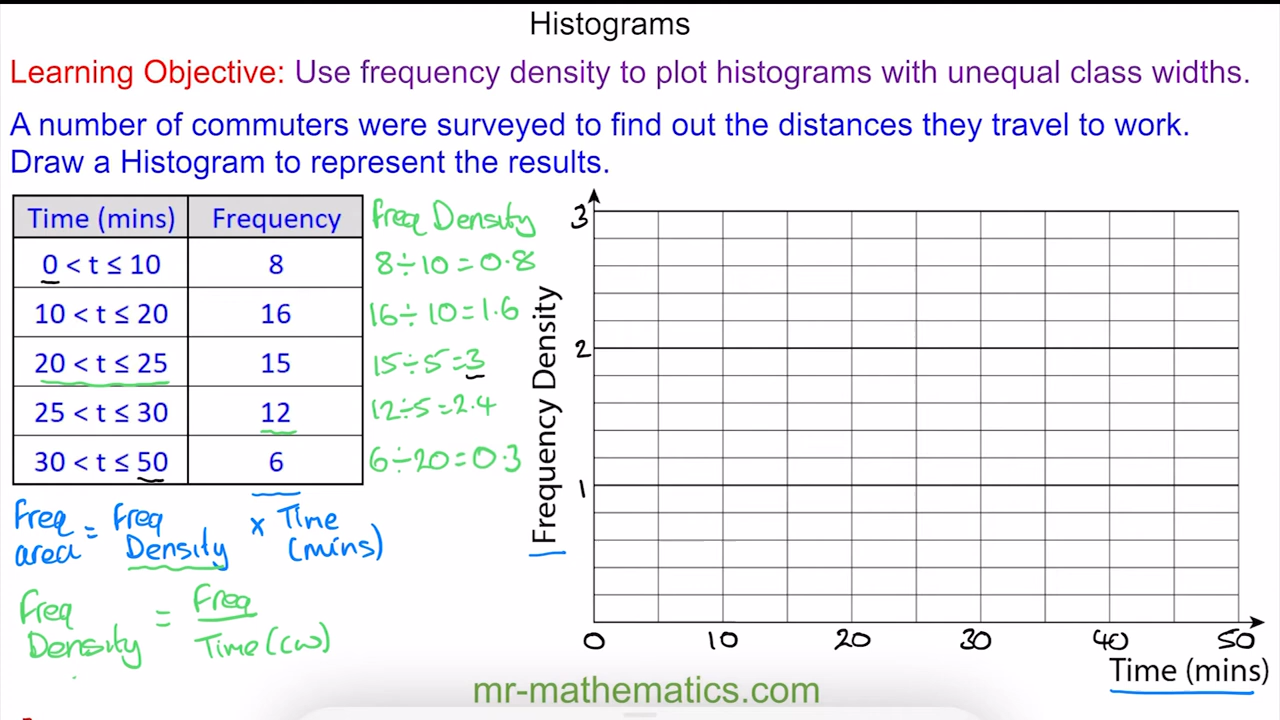 Histograms
Learning Objective: Use frequency density to plot histograms with unequal class widths.
A number of commuters were surveyed to find out the distances they travel to work.
Draw a Histogram to represent the results.
Time (mins) Frequency Freq Density
0 < t ≤ 10 8 8÷10=0.8
10 < t ≤ 20 16 16÷10=1.6
20 < t ≤ 25 15 15÷5=3
25 < t ≤ 30 12 12÷5=2.4
30 < t ≤ 50 6 6÷20=0.3
Freq area = Freq Density × Time (mins)
Freq Density = Freq / Time (cw)
3
2
1
Frequency Density
0 10 20 30 40 50
Time (mins)
mr-mathematics.com